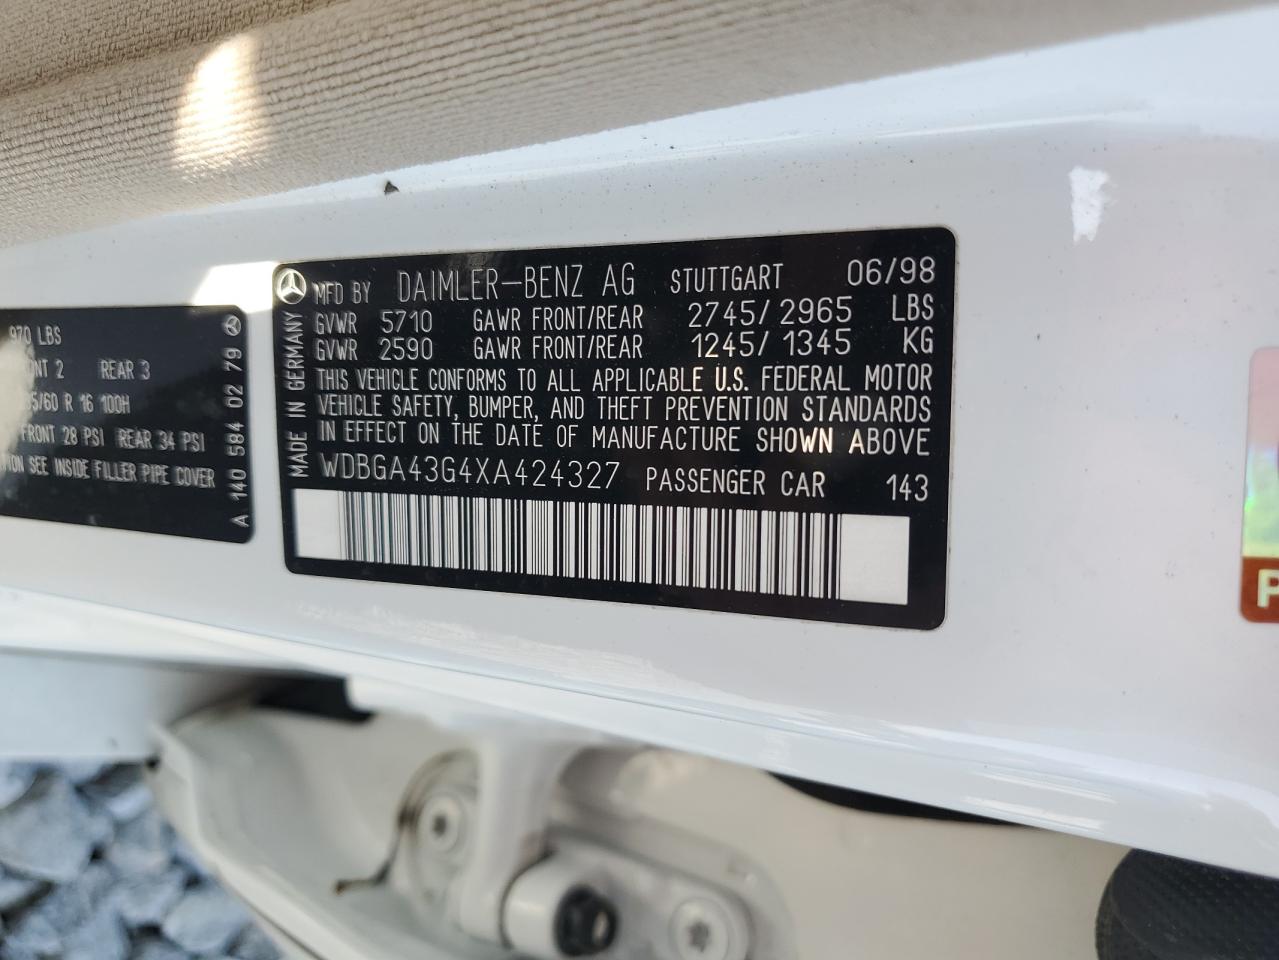 970 LBS
NT 2 REAR 3
5/60 R 16 100H
FRONT 28 PSI REAR 34 PSI
SEE INSIDE FILLER PIPE COVER
A 140 584 02 79
MADE IN GERMANY
MFD BY DAIMLER-BENZ AG STUTTGART 06/98
GVWR 5710 GAWR FRONT/REAR 2745/2965 LBS
GVWR 2590 GAWR FRONT/REAR 1245/1345 KG
THIS VEHICLE CONFORMS TO ALL APPLICABLE U.S. FEDERAL MOTOR
VEHICLE SAFETY, BUMPER, AND THEFT PREVENTION STANDARDS
IN EFFECT ON THE DATE OF MANUFACTURE SHOWN ABOVE
WDBGA43G4XA424327 PASSENGER CAR 143
P